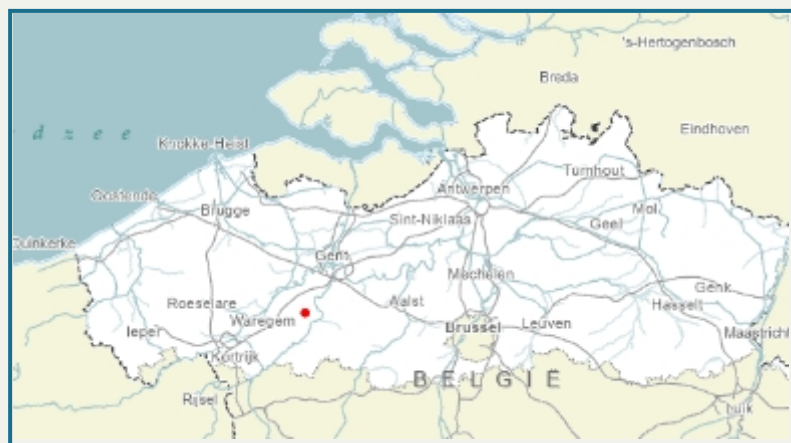 's-Hertogenbosch
Breda
d z e e
Eindhoven
Knokke-Heist
Turnhout
Antwerpen
Oostende
Mol
Brugge
Sint-Niklaas
Geel
Duinkerke
Gent
Mechelen
Genk
Roeselare
Aalst
Hasselt
Waregem
Ieper
Brussel
Leuven
Maastricht
Kortrijk
BELGIË
Rijsel
Luik